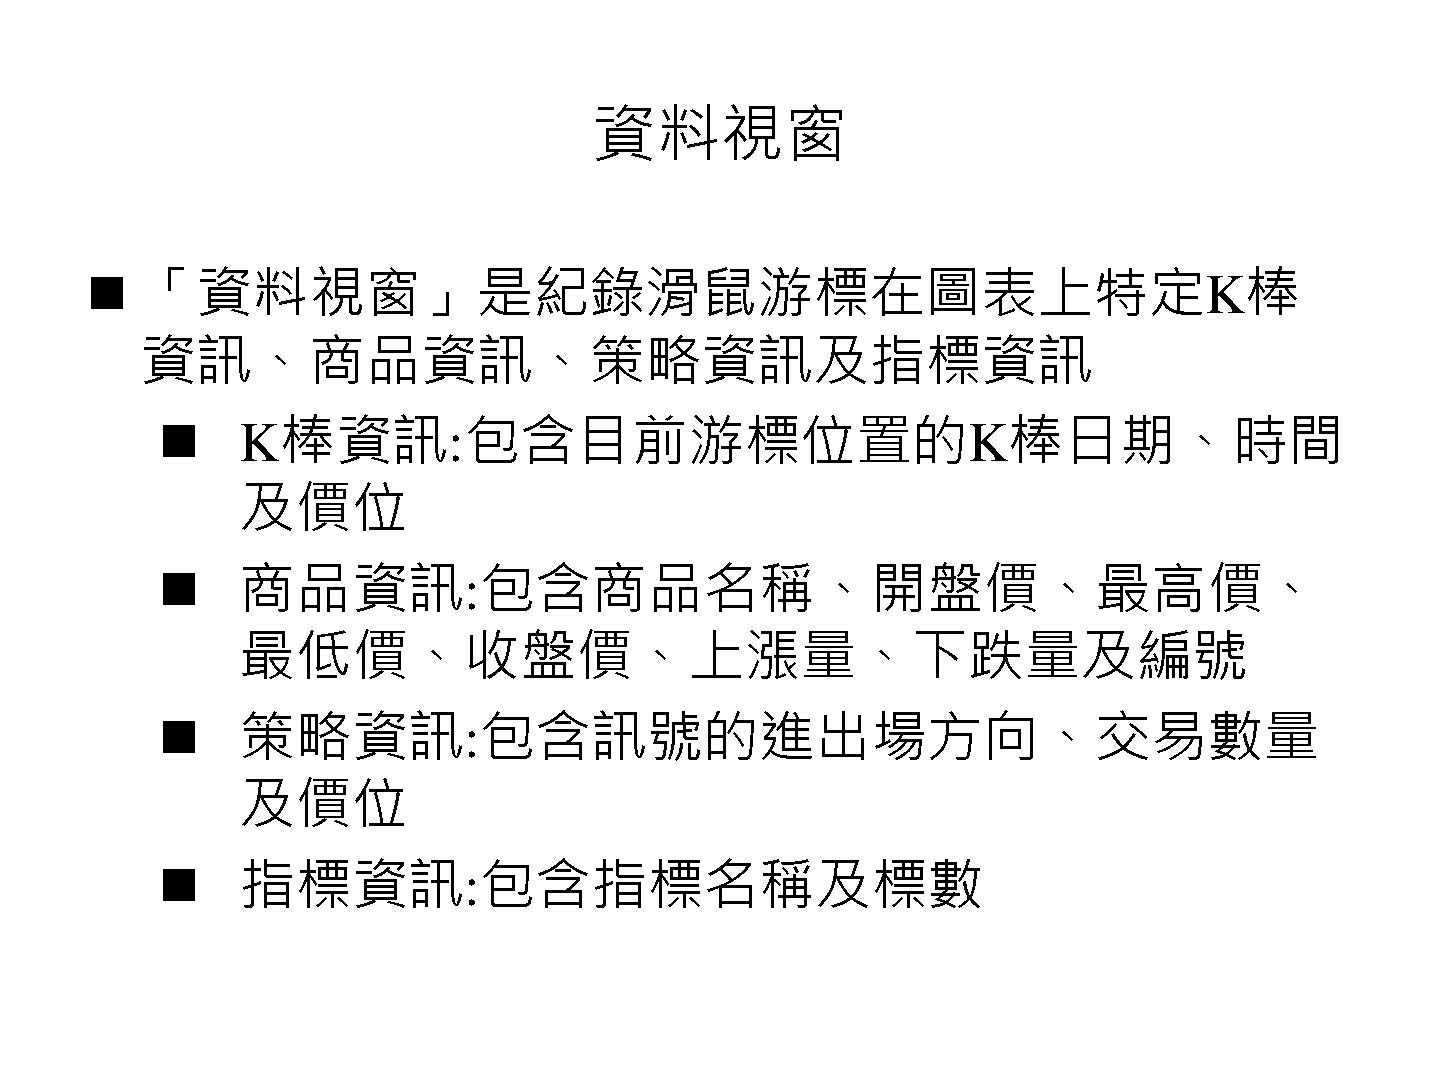 資料視窗
■「資料視窗」是紀錄滑鼠游標在圖表上特定K棒
資訊、商品資訊、策略資訊及指標資訊
■ K棒資訊:包含目前游標位置的K棒日期、時間
及價位
■ 商品資訊:包含商品名稱、開盤價、最高價、
最低價、收盤價、上漲量、下跌量及編號
■ 策略資訊:包含訊號的進出場方向、交易數量
及價位
■ 指標資訊:包含指標名稱及標數